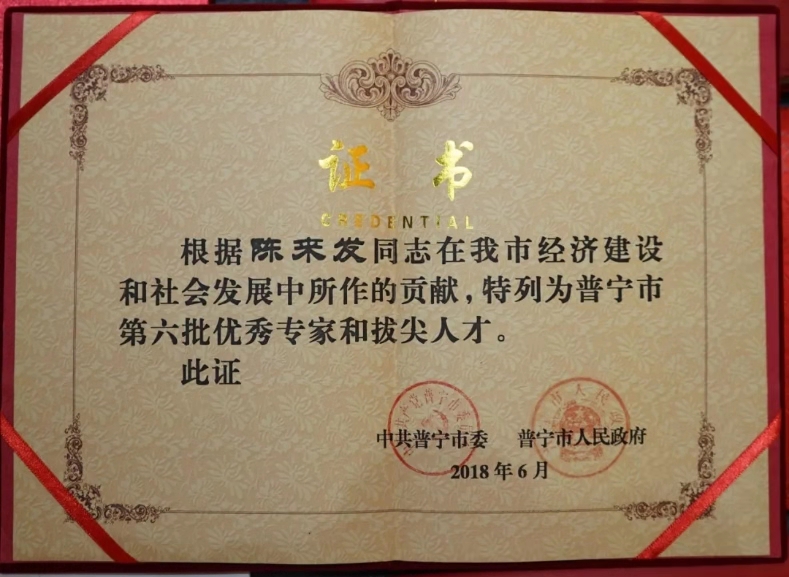 证书
CREDENTIAL
根据陈来发同志在我市经济建设
和社会发展中所作的贡献，特列为普宁市
第六批优秀专家和拔尖人才。
此证
中共普宁市委 普宁市人民政府
2018年6月